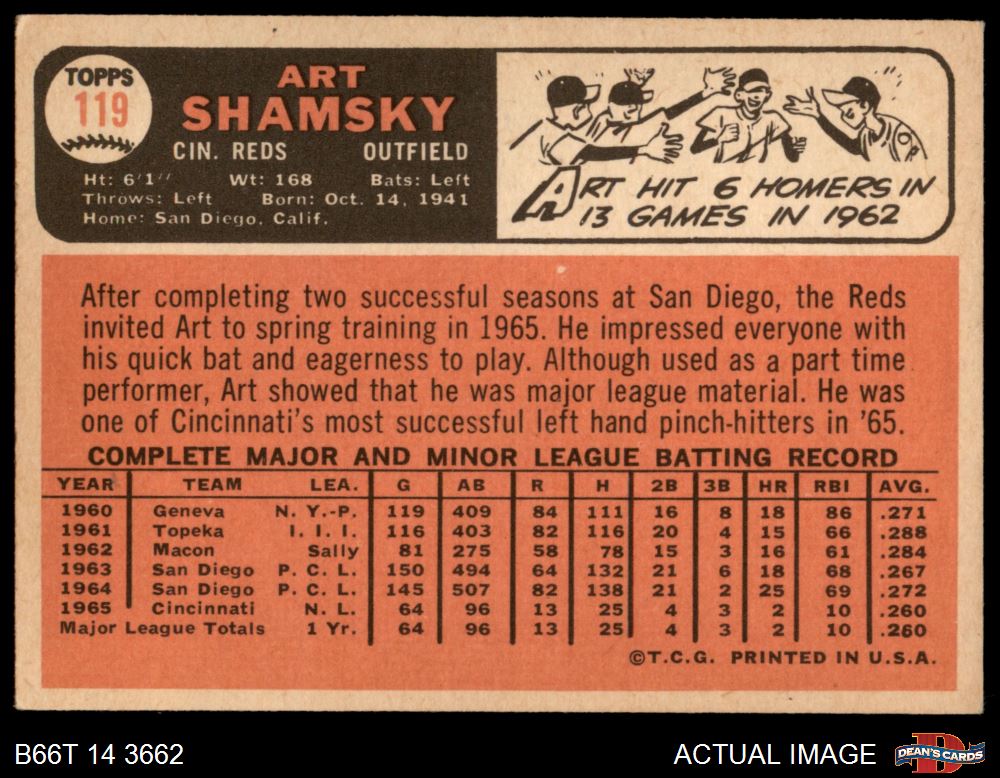 TOPPS
119
ART
SHAMSKY
CIN. REDS OUTFIELD
Ht: 6'1" Wt: 168 Bats: Left
Throws: Left Born: Oct. 14, 1941
Home: San Diego, Calif.
ART HIT 6 HOMERS IN
13 GAMES IN 1962
After completing two successful seasons at San Diego, the Reds
invited Art to spring training in 1965. He impressed everyone with
his quick bat and eagerness to play. Although used as a part time
performer, Art showed that he was major league material. He was
one of Cincinnati's most successful left hand pinch-hitters in '65.
COMPLETE MAJOR AND MINOR LEAGUE BATTING RECORD
YEAR TEAM LEA. G AB R H 2B 3B HR RBI AVG.
1960 Geneva N. Y.-P. 119 409 84 111 16 8 18 86 .271
1961 Topeka I. I. I. 116 403 82 116 20 4 15 66 .288
1962 Macon Sally 81 275 58 78 15 3 16 61 .284
1963 San Diego P. C. L. 150 494 64 132 21 6 18 68 .267
1964 San Diego P. C. L. 145 507 82 138 21 2 25 69 .272
1965 Cincinnati N. L. 64 96 13 25 4 3 2 10 .260
Major League Totals 1 Yr. 64 96 13 25 4 3 2 10 .260
©T.C.G. PRINTED IN U.S.A.
B66T 14 3662
ACTUAL IMAGE
DEAN'S CARDS